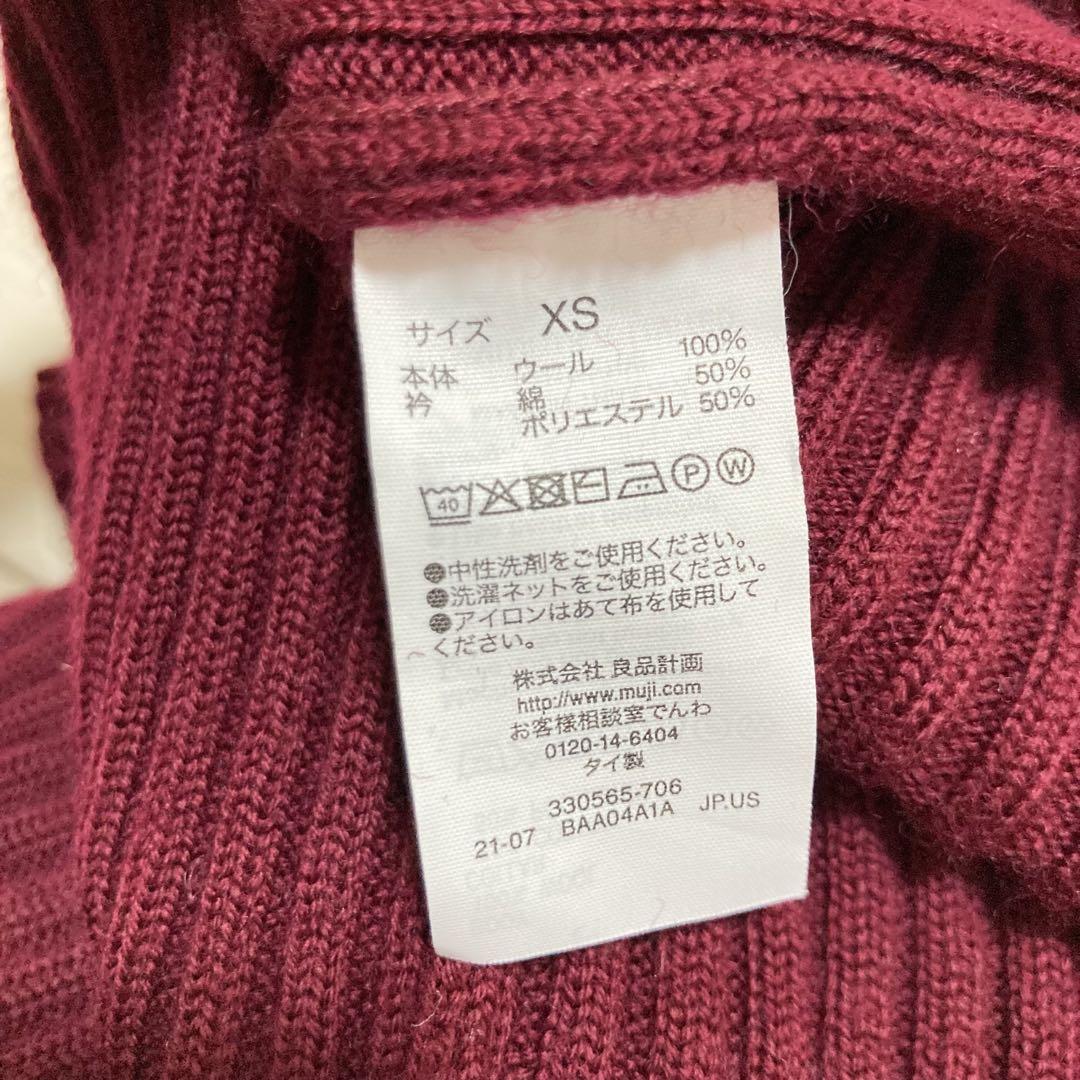 サイズ XS
本体 ウール 100%
衿 綿 50%
ポリエステル 50%
40 P W
●中性洗剤をご使用ください。
●洗濯ネットをご使用ください。
●アイロンはあて布を使用して
ください。
株式会社 良品計画
http://www.muji.com
お客様相談室でんわ
0120-14-6404
タイ製
330565-706
21-07 BAA04A1A JP.US